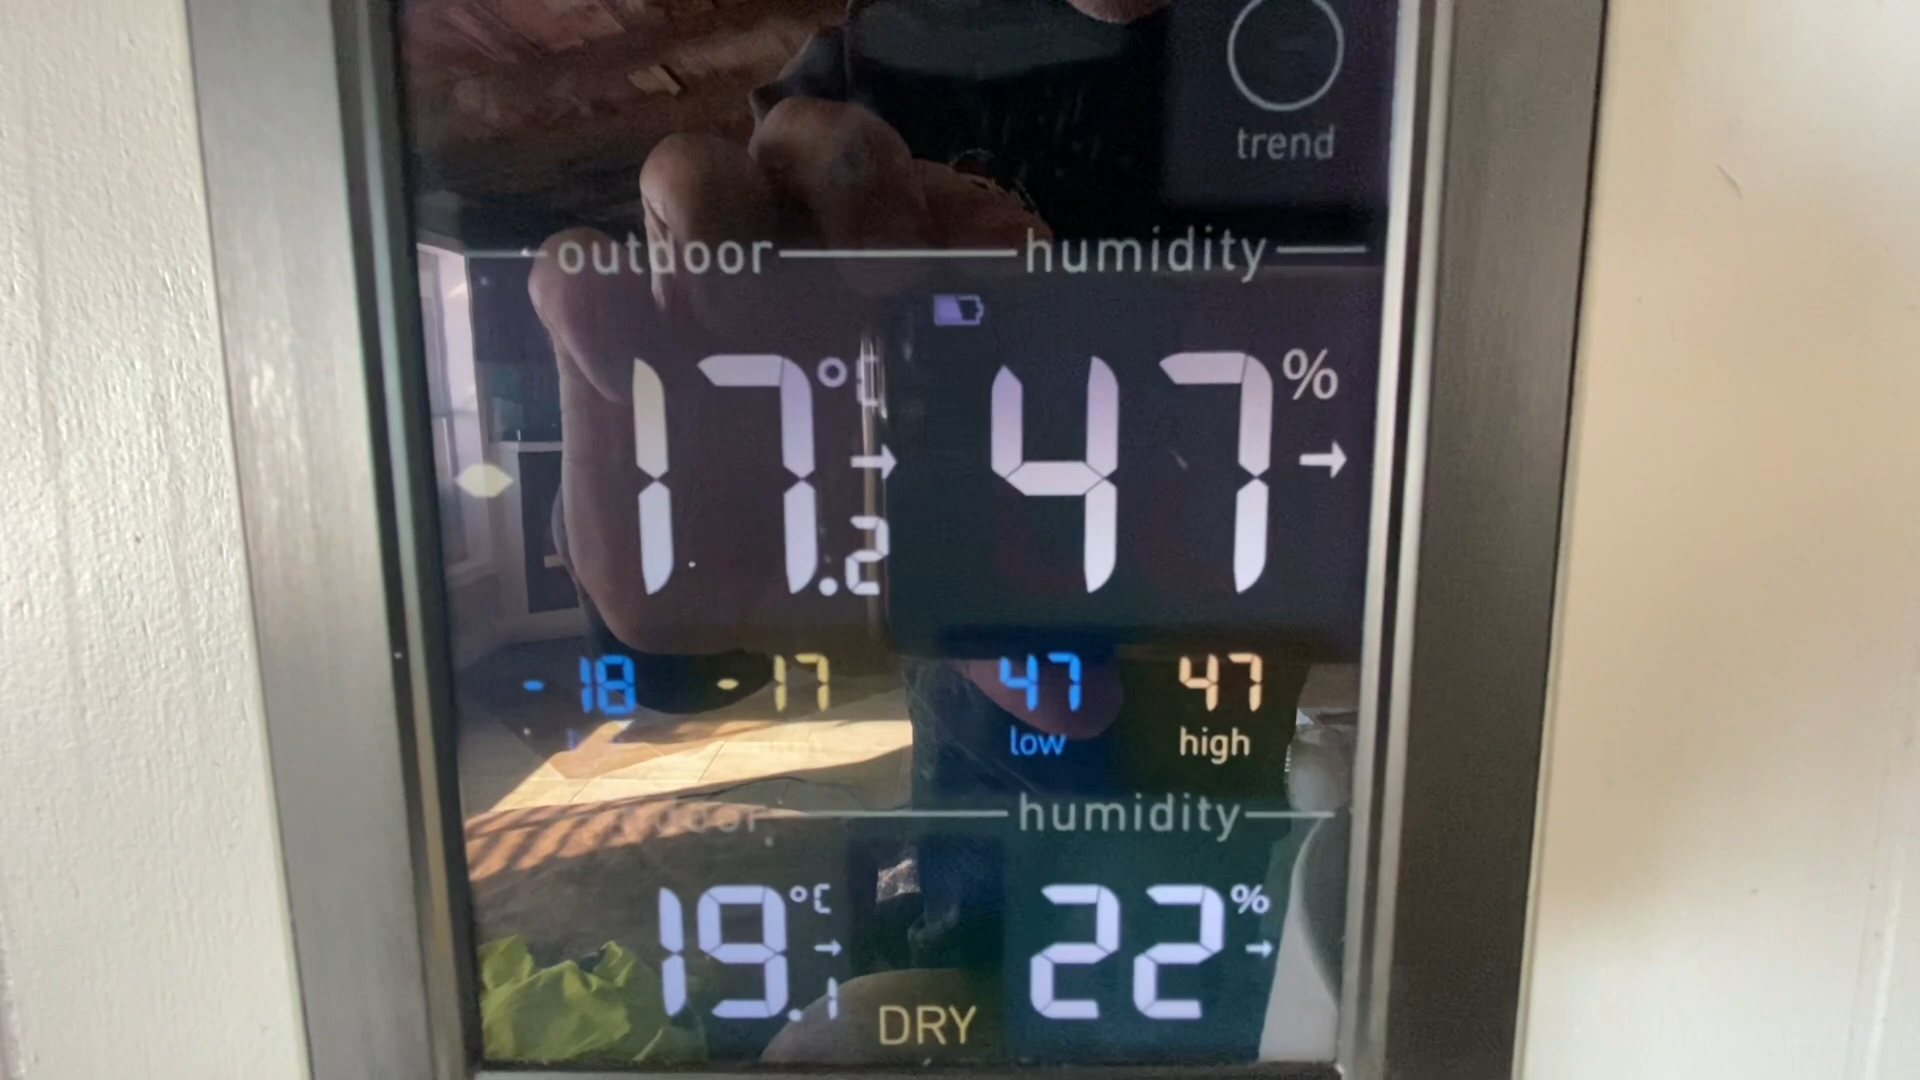 trend
outdoor humidity
-17.2 °C → 47 % →
-18 -17 47 47
low high
humidity
19.1 °C → 22 % →
DRY